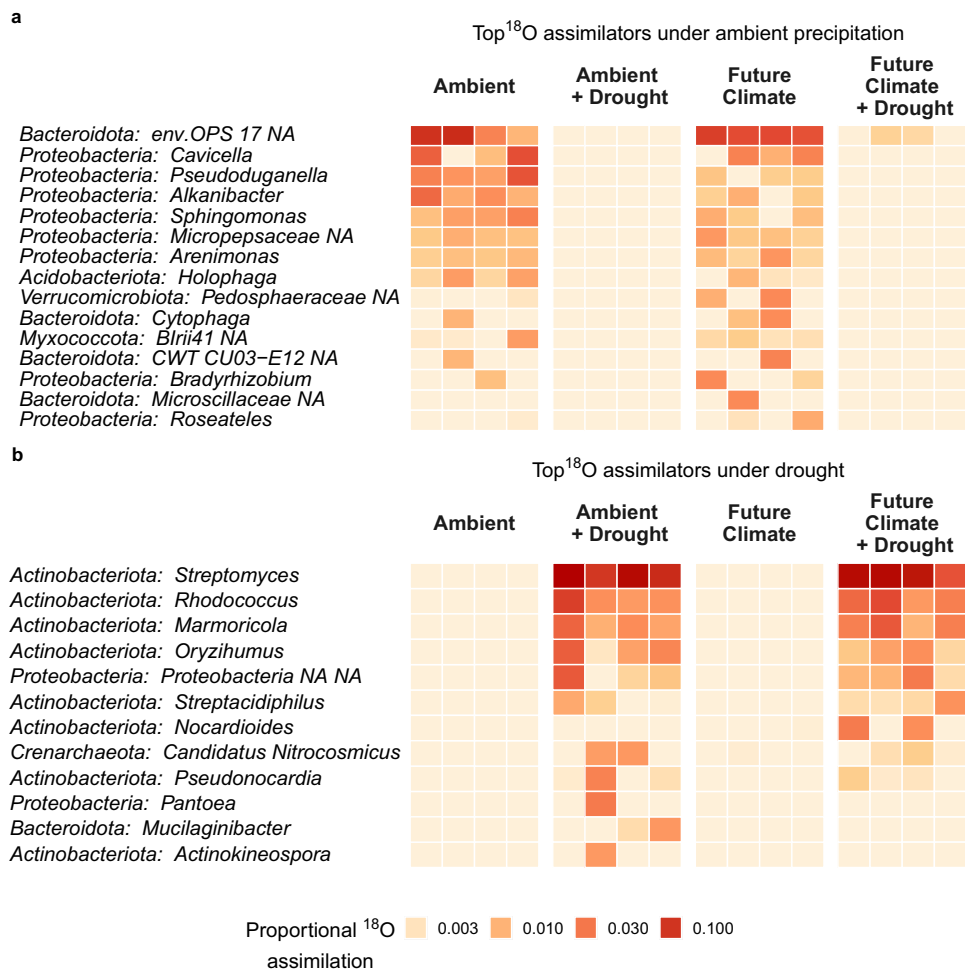 a
Top 18O assimilators under ambient precipitation
Ambient
Ambient
+ Drought
Future
Climate
Future
Climate
+ Drought
Bacteroidota: env.OPS 17 NA
Proteobacteria: Cavicella
Proteobacteria: Pseudoduganella
Proteobacteria: Alkanibacter
Proteobacteria: Sphingomonas
Proteobacteria: Micropepsaceae NA
Proteobacteria: Arenimonas
Acidobacteriota: Holophaga
Verrucomicrobiota: Pedosphaeraceae NA
Bacteroidota: Cytophaga
Myxococcota: BIrii41 NA
Bacteroidota: CWT CU03−E12 NA
Proteobacteria: Bradyrhizobium
Bacteroidota: Microscillaceae NA
Proteobacteria: Roseateles
b
Top 18O assimilators under drought
Ambient
Ambient
+ Drought
Future
Climate
Future
Climate
+ Drought
Actinobacteriota: Streptomyces
Actinobacteriota: Rhodococcus
Actinobacteriota: Marmoricola
Actinobacteriota: Oryzihumus
Proteobacteria: Proteobacteria NA NA
Actinobacteriota: Streptacidiphilus
Actinobacteriota: Nocardioides
Crenarchaeota: Candidatus Nitrocosmicus
Actinobacteriota: Pseudonocardia
Proteobacteria: Pantoea
Bacteroidota: Mucilaginibacter
Actinobacteriota: Actinokineospora
Proportional 18O
assimilation
0.003 0.010 0.030 0.100